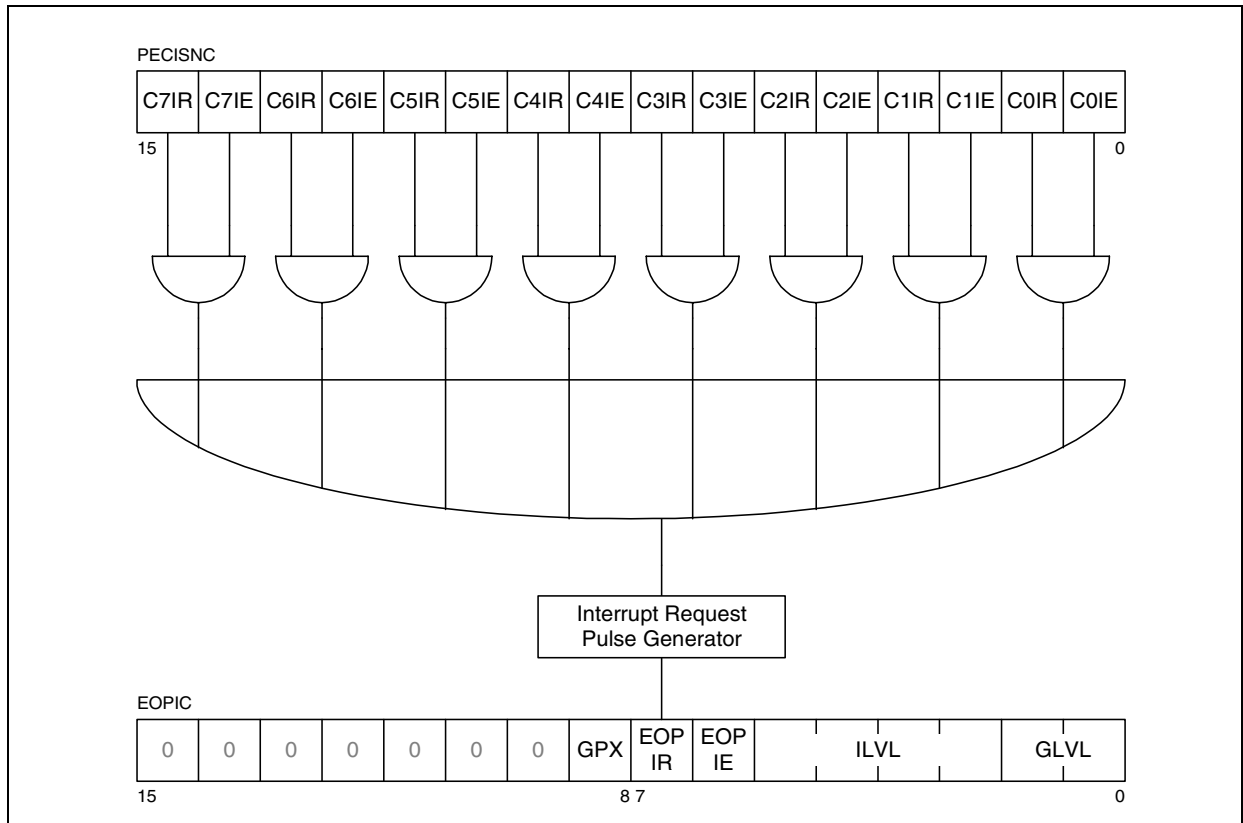 PECISNC
C7IR C7IE C6IR C6IE C5IR C5IE C4IR C4IE C3IR C3IE C2IR C2IE C1IR C1IE C0IR C0IE
15 0
Interrupt Request
Pulse Generator
EOPIC
0 0 0 0 0 0 0 GPX EOP IR EOP IE ILVL GLVL
15 8 7 0